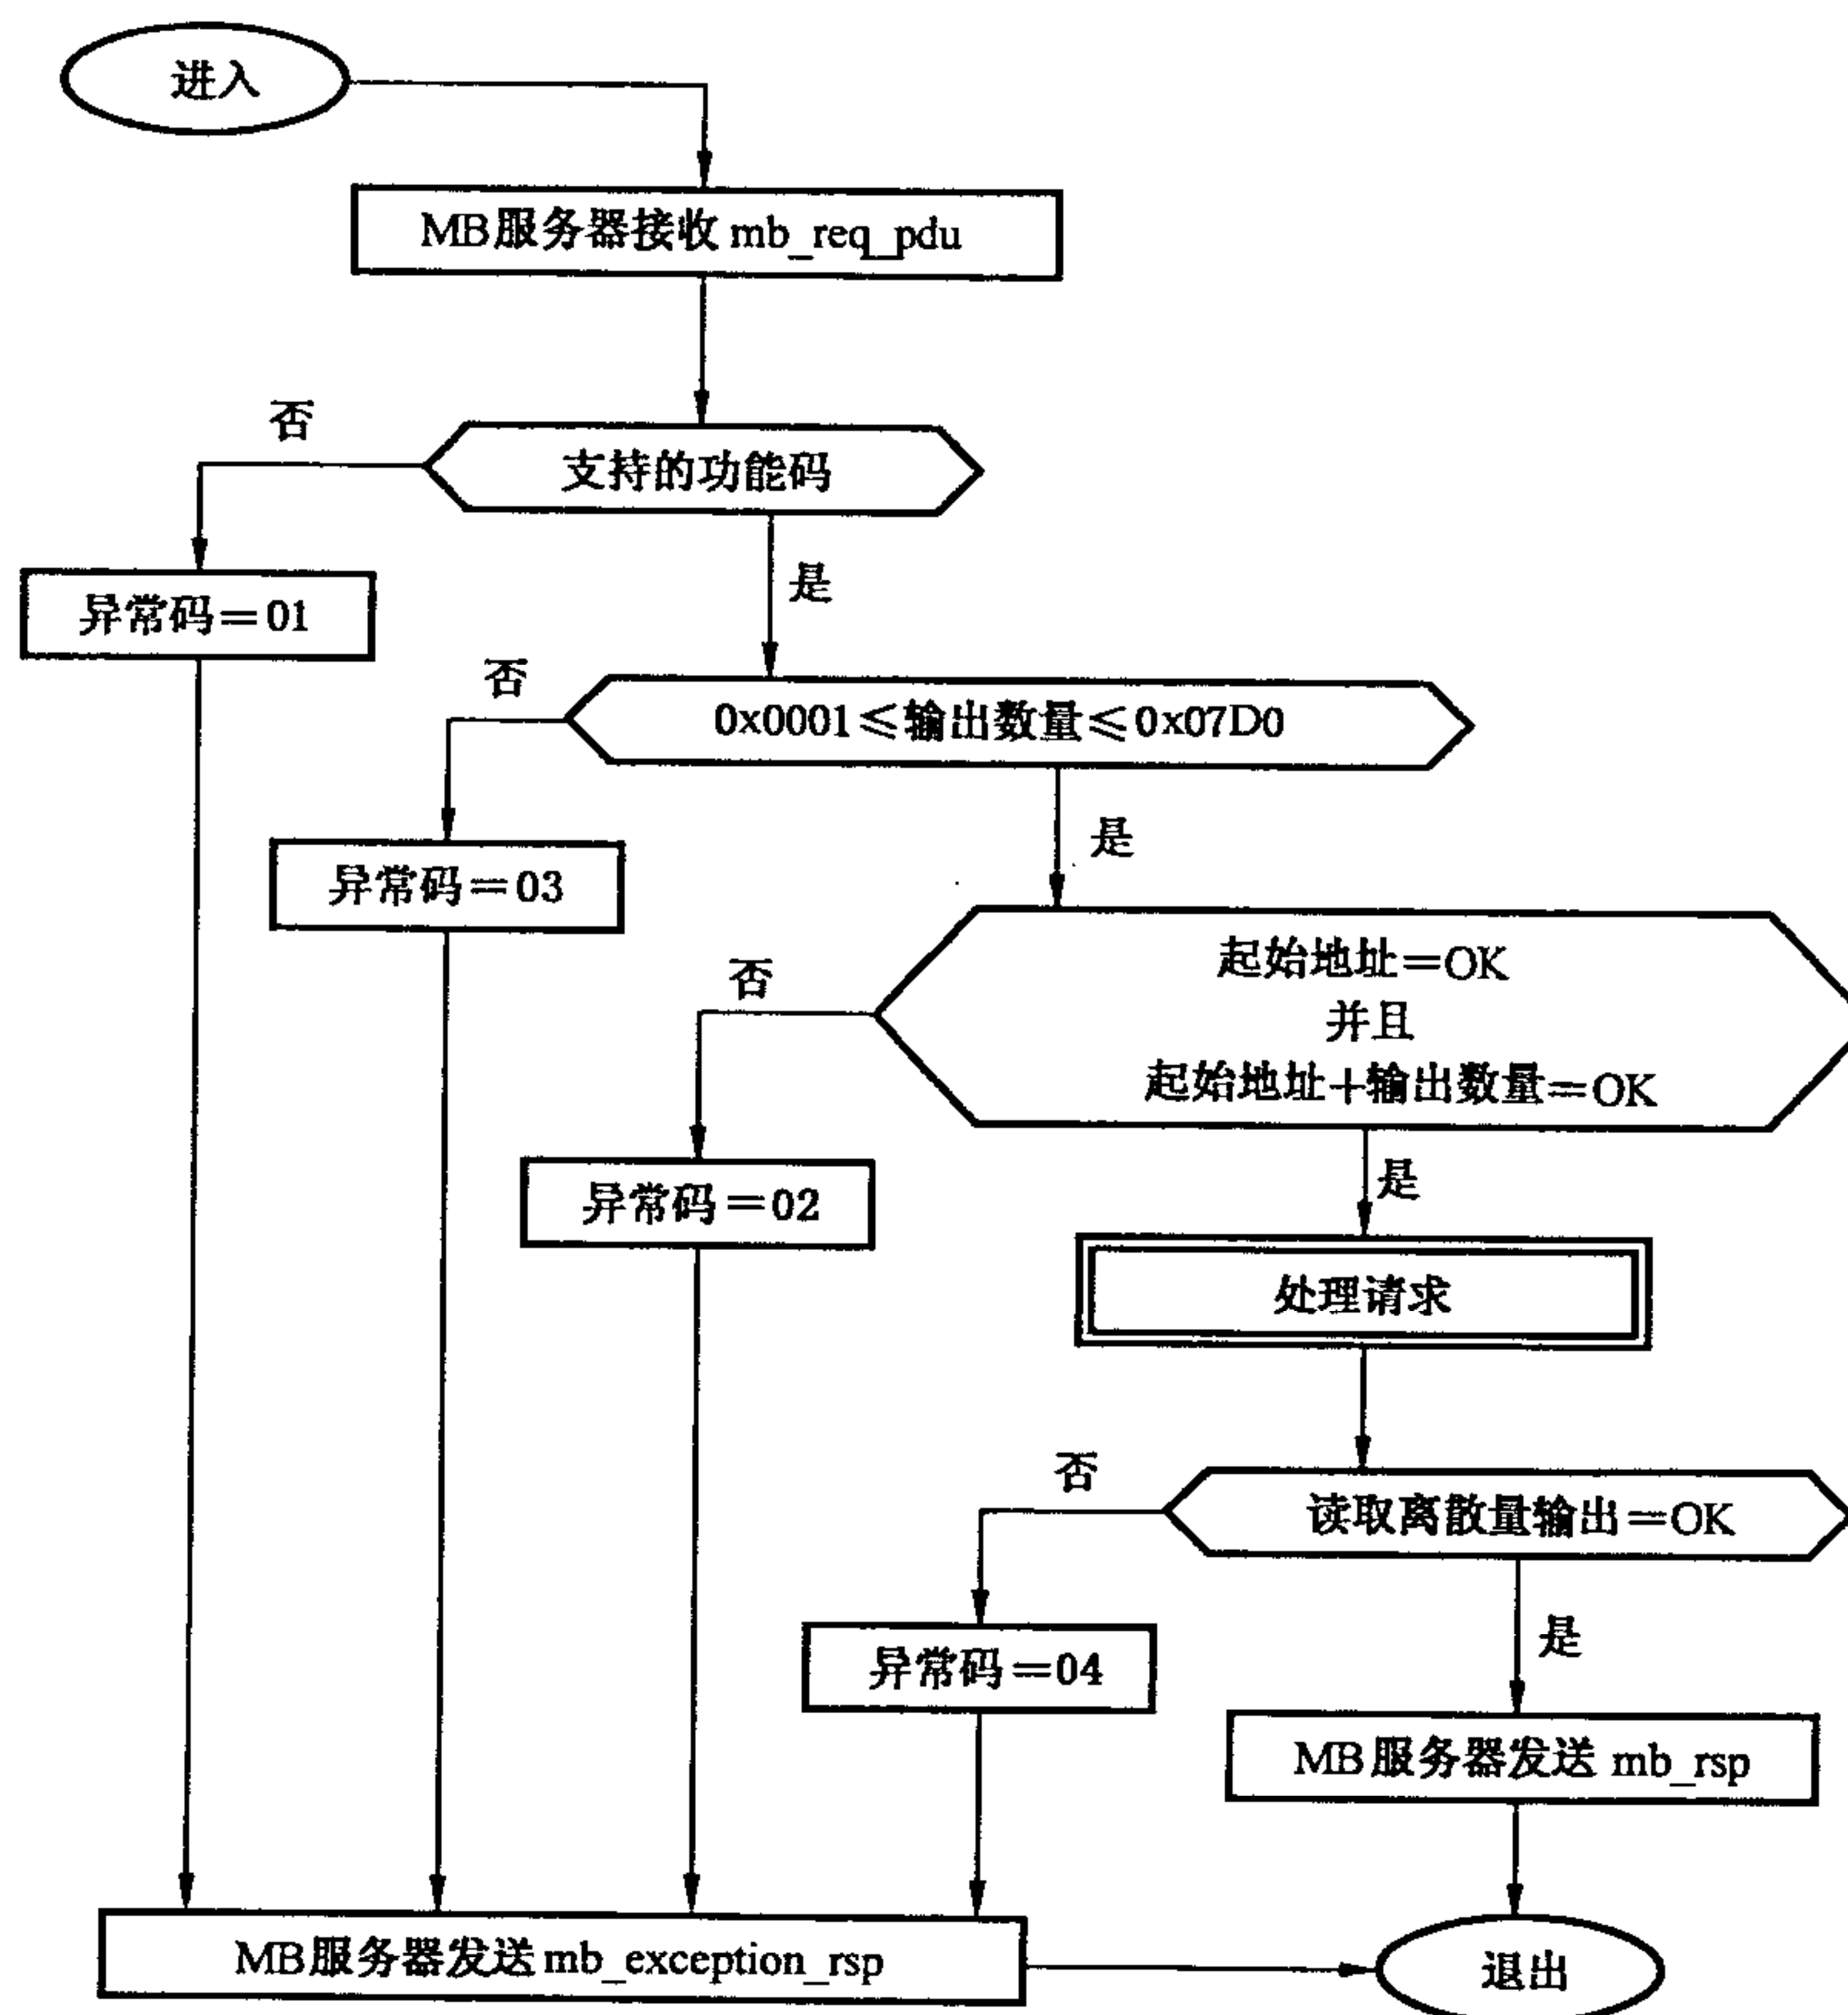 进入
MB服务器接收 mb_req_pdu
否
支持的功能码
是
异常码=01
否
0x0001≤输出数量≤0x07D0
是
异常码=03
否
起始地址=OK
并且
起始地址+输出数量=OK
是
异常码=02
处理请求
否
读取离散量输出=OK
是
异常码=04
MB服务器发送 mb_rsp
MB服务器发送 mb_exception_rsp
退出